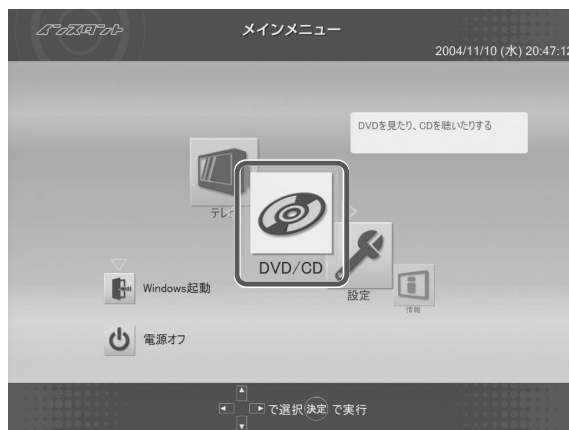 インスタント
メインメニュー
2004/11/10 (水) 20:47:12
DVDを見たり、CDを聴いたりする
テレ
DVD/CD
設定
情報
Windows起動
電源オフ
で選択 決定 で実行